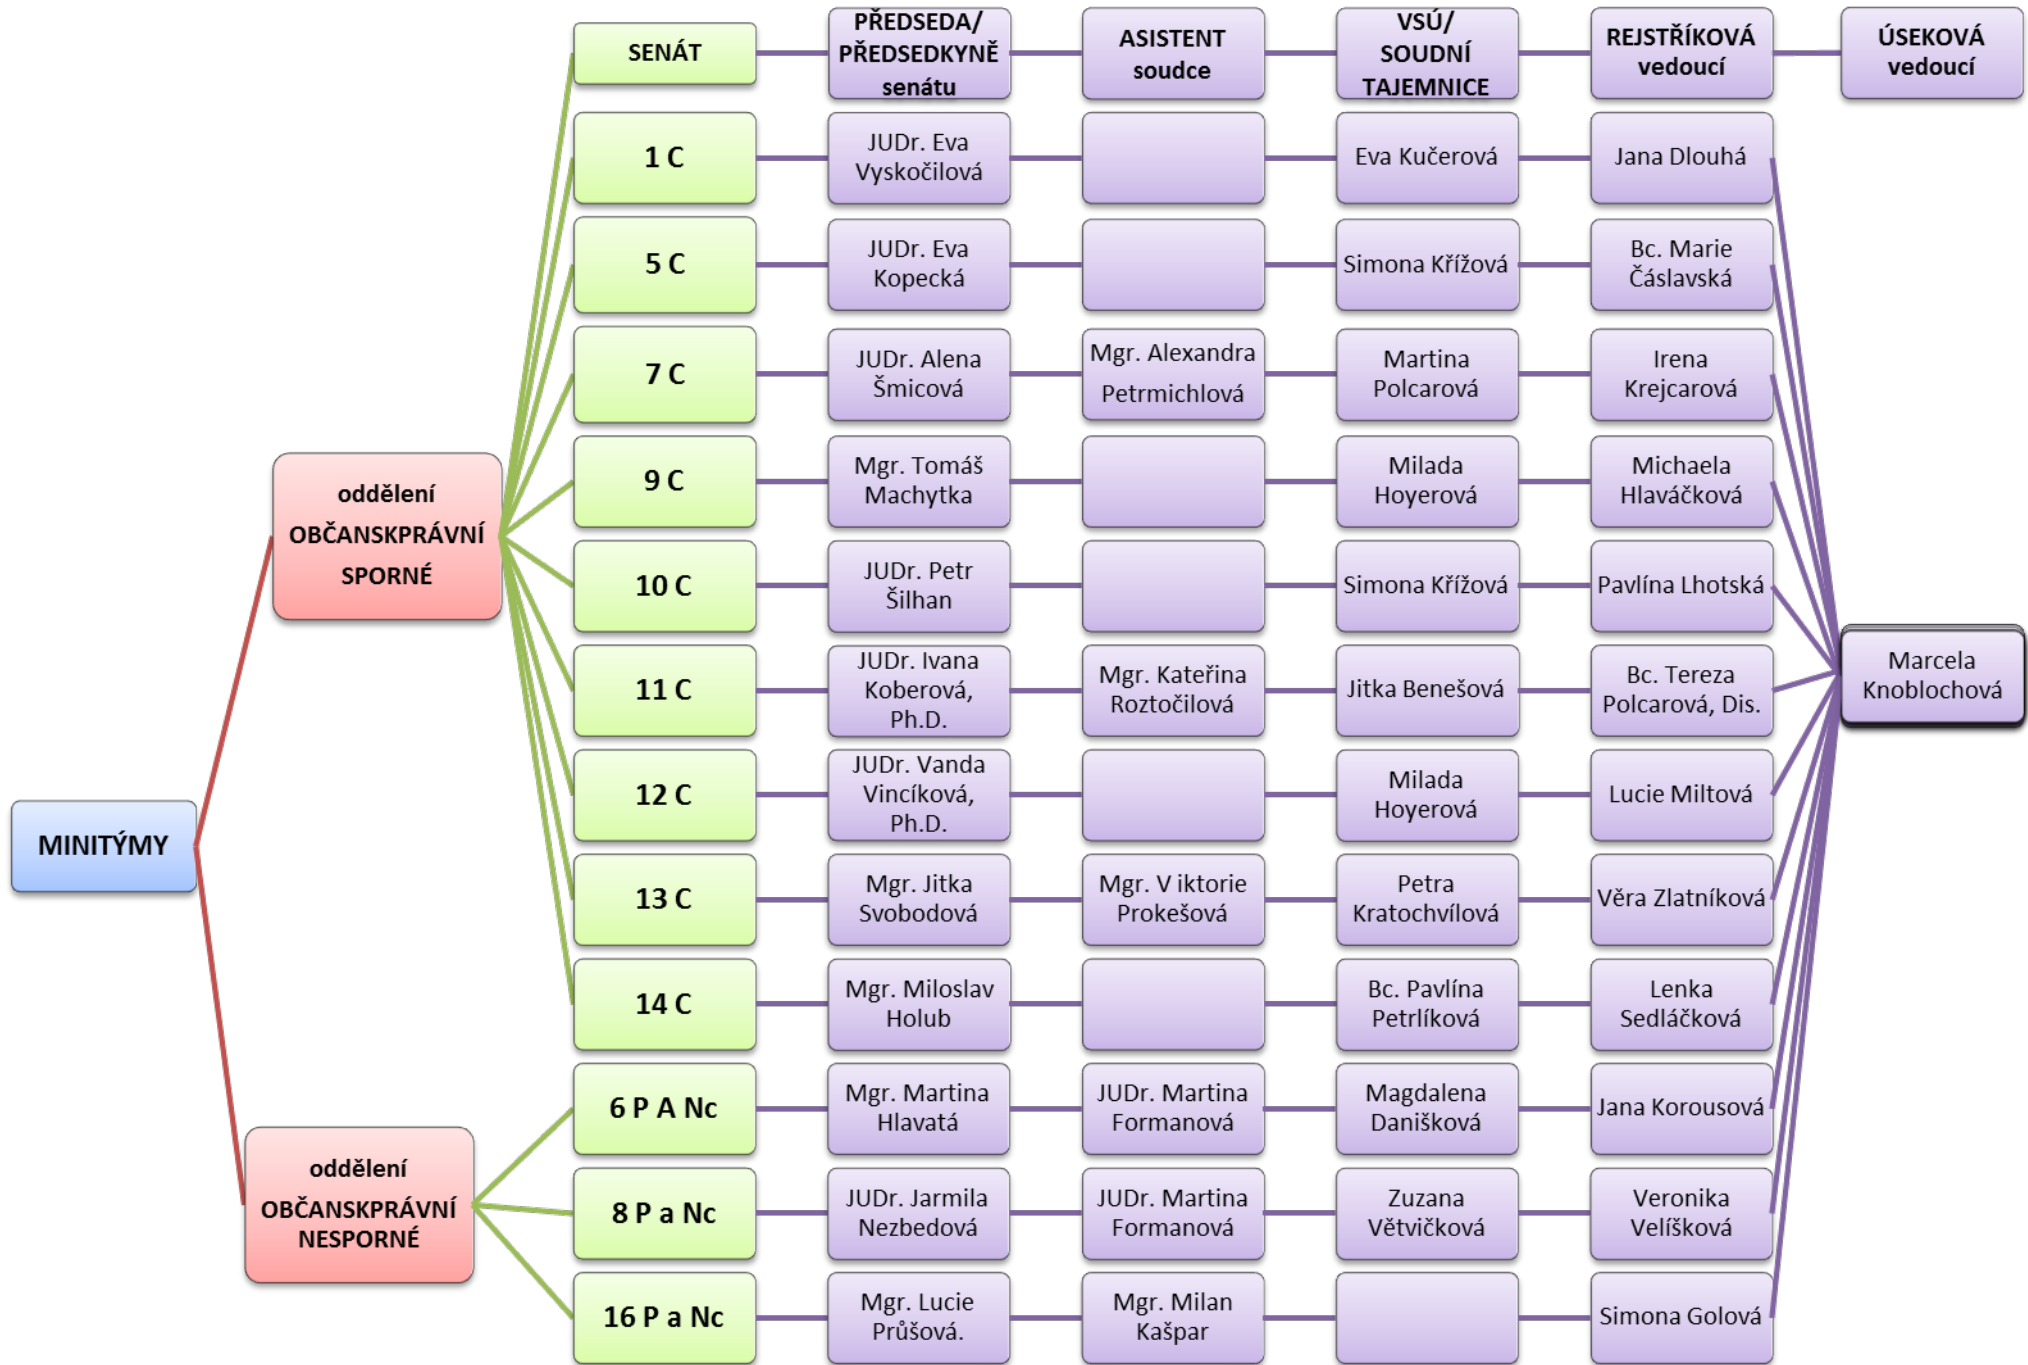 SENÁT
PŘEDSEDA/
PŘEDSEDKYNĚ
senátu
ASISTENT
soudce
VSÚ/
SOUDNÍ
TAJEMNICE
REJSTŘÍKOVÁ
vedoucí
ÚSEKOVÁ
vedoucí
1 C
JUDr. Eva
Vyskočilová
Eva Kučerová
Jana Dlouhá
5 C
JUDr. Eva
Kopecká
Simona Křížová
Bc. Marie
Čáslavská
7 C
JUDr. Alena
Šmicová
Mgr. Alexandra
Petrmichlová
Martina
Polcarová
Irena
Krejcarová
oddělení
OBČANSKPRÁVNÍ
SPORNÉ
9 C
Mgr. Tomáš
Machytka
Milada
Hoyerová
Michaela
Hlaváčková
10 C
JUDr. Petr
Šilhan
Simona Křížová
Pavlína Lhotská
11 C
JUDr. Ivana
Koberová,
Ph.D.
Mgr. Kateřina
Roztočilová
Jitka Benešová
Bc. Tereza
Polcarová, Dis.
Marcela
Knoblochová
12 C
JUDr. Vanda
Vincíková,
Ph.D.
Milada
Hoyerová
Lucie Miltová
MINITÝMY
13 C
Mgr. Jitka
Svobodová
Mgr. V iktorie
Prokešová
Petra
Kratochvílová
Věra Zlatníková
14 C
Mgr. Miloslav
Holub
Bc. Pavlína
Petrlíková
Lenka
Sedláčková
6 P A Nc
Mgr. Martina
Hlavatá
JUDr. Martina
Formanová
Magdalena
Danišková
Jana Korousová
oddělení
OBČANSKPRÁVNÍ
NESPORNÉ
8 P a Nc
JUDr. Jarmila
Nezbedová
JUDr. Martina
Formanová
Zuzana
Větvičková
Veronika
Velíšková
16 P a Nc
Mgr. Lucie
Průšová.
Mgr. Milan
Kašpar
Simona Golová